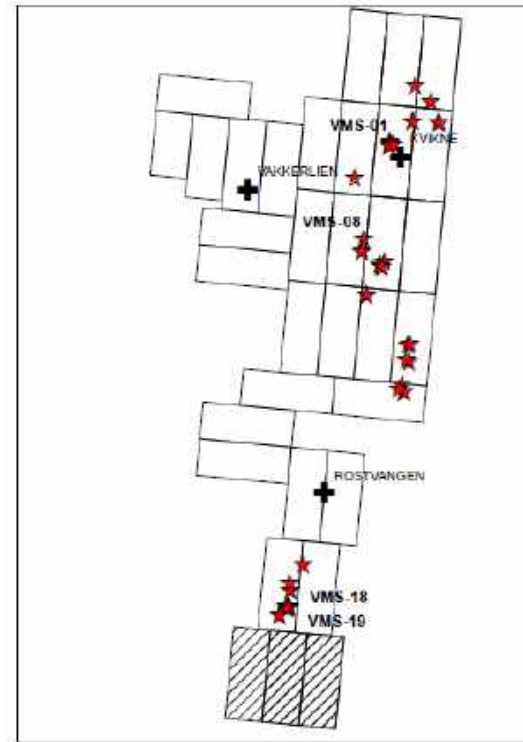 VMS-01
KVIKNE
VAKKERLIEN
VMS-08
ROSTVANGEN
VMS-18
VMS-19